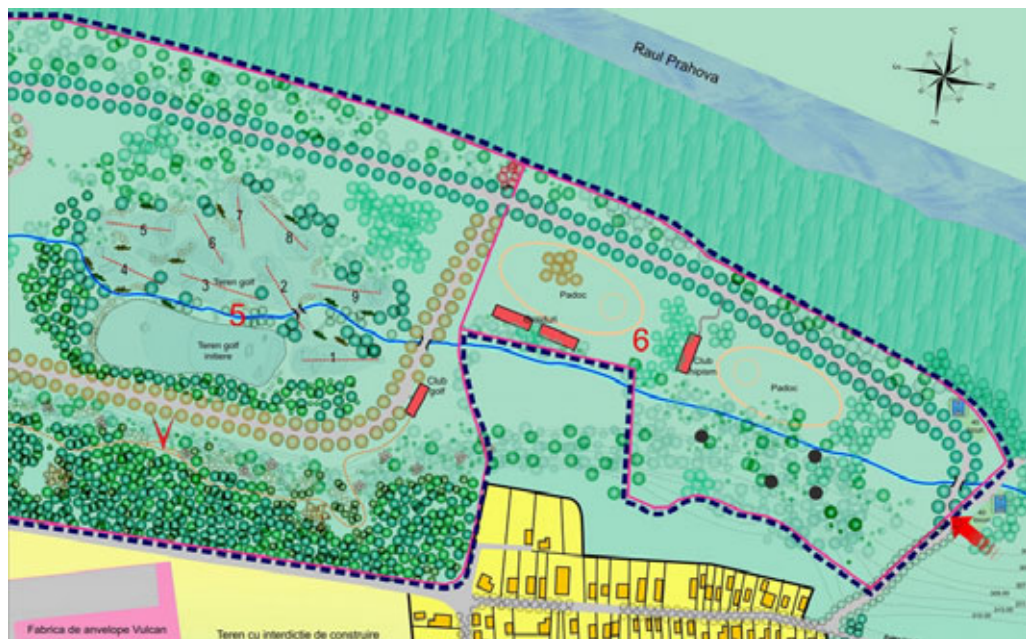 Raul Prahova
V
N
S
E
7
5
6
8
4
3
Teren golf
2
9
5
Teren golf
initiere
1
Club
golf
Padoc
6
Club
Padoc
Fabrica de anvelope Vulcan
Teren cu interdictie de construire